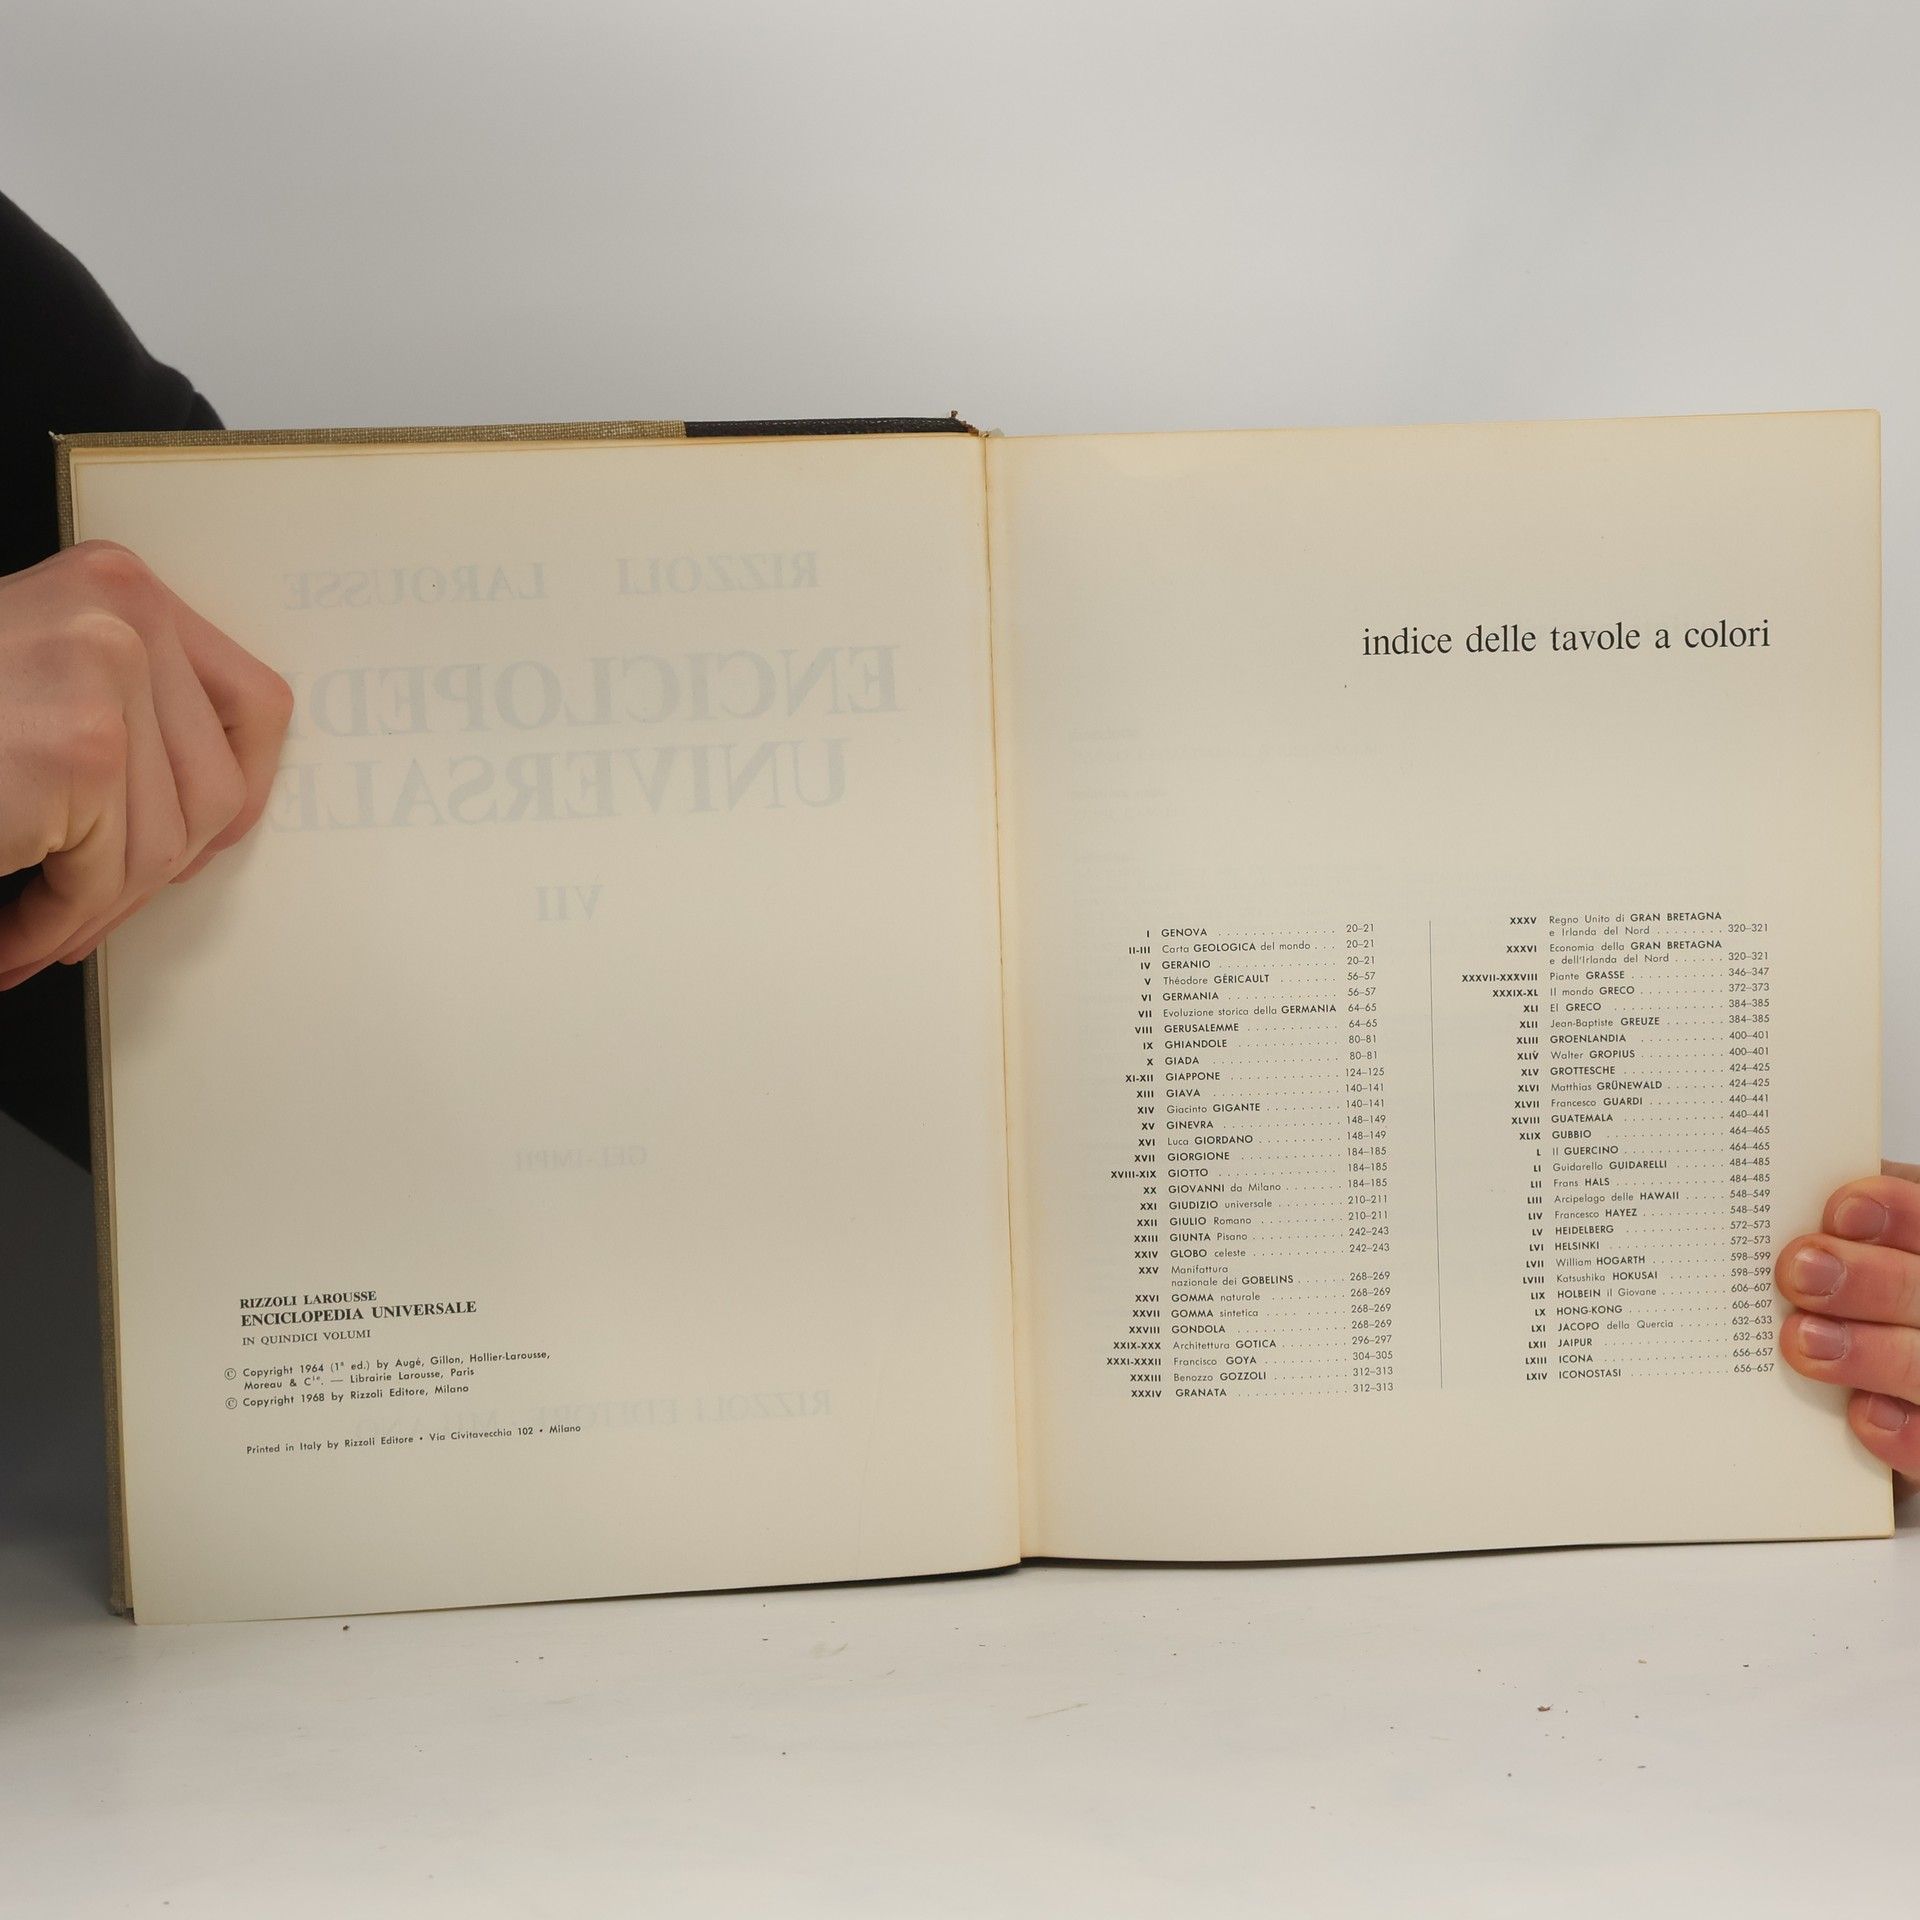 RIZZOLI LAROUSSE
ENCICLOPEDI
UNIVERSALE
VII
GEL-IMPH
RIZZOLI EDITORE - MILANO
RIZZOLI LAROUSSE
ENCICLOPEDIA UNIVERSALE
IN QUINDICI VOLUMI
© Copyright 1964 (1ª ed.) by Augé, Gillon, Hollier-Larousse,
Moreau & Cie. — Librairie Larousse, Paris
© Copyright 1968 by Rizzoli Editore, Milano
Printed in Italy by Rizzoli Editore • Via Civitavecchia 102 • Milano
indice delle tavole a colori
I GENOVA . . . . . . . . . . . . . 20–21
II-III Carta GEOLOGICA del mondo . . . 20–21
IV GERANIO . . . . . . . . . . . . . 20–21
V Théodore GÉRICAULT . . . . . . . 56–57
VI GERMANIA . . . . . . . . . . . . 56–57
VII Evoluzione storica della GERMANIA 64–65
VIII GERUSALEMME . . . . . . . . . . 64–65
IX GHIANDOLE . . . . . . . . . . . 80–81
X GIADA . . . . . . . . . . . . . . 80–81
XI-XII GIAPPONE . . . . . . . . . . . . 124–125
XIII GIAVA . . . . . . . . . . . . . . 140–141
XIV Giacinto GIGANTE . . . . . . . . 140–141
XV GINEVRA . . . . . . . . . . . . . 148–149
XVI Luca GIORDANO . . . . . . . . . 148–149
XVII GIORGIONE . . . . . . . . . . . 184–185
XVIII-XIX GIOTTO . . . . . . . . . . . . . 184–185
XX GIOVANNI da Milano . . . . . . . 184–185
XXI GIUDIZIO universale . . . . . . . . 210–211
XXII GIULIO Romano . . . . . . . . . 210–211
XXIII GIUNTA Pisano . . . . . . . . . . 242–243
XXIV GLOBO celeste . . . . . . . . . . 242–243
XXV Manifattura
nazionale dei GOBELINS . . . . . . 268–269
XXVI GOMMA naturale . . . . . . . . 268–269
XXVII GOMMA sintetica . . . . . . . . 268–269
XXVIII GONDOLA . . . . . . . . . . . . 268–269
XXIX-XXX Architettura GOTICA . . . . . . . 296–297
XXXI-XXXII Francisco GOYA . . . . . . . . . 304–305
XXXIII Benozzo GOZZOLI . . . . . . . . 312–313
XXXIV GRANATA . . . . . . . . . . . . 312–313
XXXV Regno Unito di GRAN BRETAGNA
e Irlanda del Nord . . . . . . . . 320–321
XXXVI Economia della GRAN BRETAGNA
e dell'Irlanda del Nord . . . . . . 320–321
XXXVII-XXXVIII Piante GRASSE . . . . . . . . . . 346–347
XXXIX-XL Il mondo GRECO . . . . . . . . . 372–373
XLI El GRECO . . . . . . . . . . . . 384–385
XLII Jean-Baptiste GREUZE . . . . . . . 384–385
XLIII GROENLANDIA . . . . . . . . . . 400–401
XLIV Walter GROPIUS . . . . . . . . . 400–401
XLV GROTTESCHE . . . . . . . . . . . 424–425
XLVI Matthias GRÜNEWALD . . . . . . . 424–425
XLVII Francesco GUARDI . . . . . . . . 440–441
XLVIII GUATEMALA . . . . . . . . . . . 440–441
XLIX GUBBIO . . . . . . . . . . . . . 464–465
L Il GUERCINO . . . . . . . . . . . 464–465
LI Guidarello GUIDARELLI . . . . . . 484–485
LII Frans HALS . . . . . . . . . . . . 484–485
LIII Arcipelago delle HAWAII . . . . . 548–549
LIV Francesco HAYEZ . . . . . . . . . 548–549
LV HEIDELBERG . . . . . . . . . . . 572–573
LVI HELSINKI . . . . . . . . . . . . . 572–573
LVII William HOGARTH . . . . . . . . 598–599
LVIII Katsushika HOKUSAI . . . . . . . 598–599
LIX HOLBEIN il Giovane . . . . . . . . 606–607
LX HONG-KONG . . . . . . . . . . . 606–607
LXI JACOPO della Quercia . . . . . . 632–633
LXII JAIPUR . . . . . . . . . . . . . . 632–633
LXIII ICONA . . . . . . . . . . . . . . 656–657
LXIV ICONOSTASI . . . . . . . . . . . 656–657